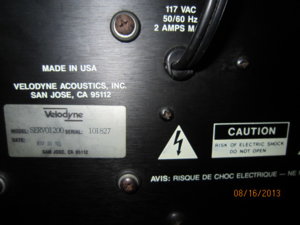 117 VAC
50/60 Hz
2 AMPS M
MADE IN USA
VELODYNE ACOUSTICS, INC.
SAN JOSE, CA 95112
Velodyne
MODEL: SERVO1200 SERIAL: 101827
DATE:
SAN JOSE, CA 95112
CAUTION
RISK OF ELECTRIC SHOCK
DO NOT OPEN
AVIS: RISQUE DE CHOC ELECTRIQUE — NE
08/16/2013